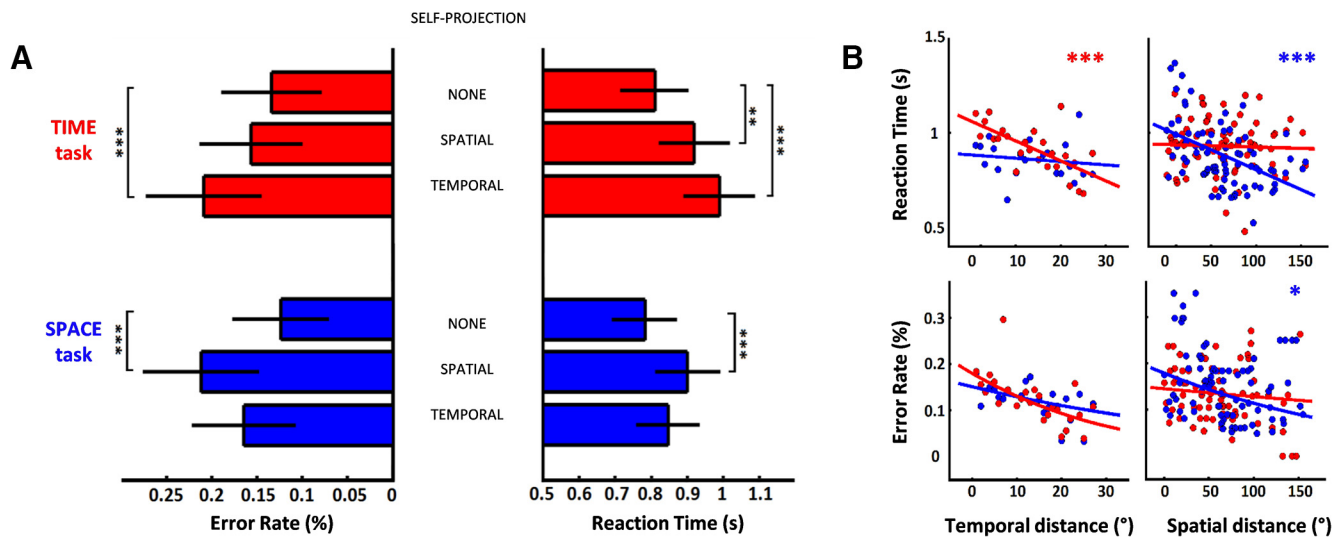 SELF-PROJECTION
A
TIME
task
***
NONE
SPATIAL
TEMPORAL
**
***
SPACE
task
***
NONE
SPATIAL
TEMPORAL
***
0.25 0.2 0.15 0.1 0.05 0
Error Rate (%)
0.5 0.6 0.7 0.8 0.9 1 1.1
Reaction Time (s)
B
Reaction Time (s)
1.5
1
0.5
***
***
0 10 20 30
0 50 100 150
Error Rate (%)
0.3
0.2
0.1
0
*
0 10 20 30
0 50 100 150
Temporal distance (°)
Spatial distance (°)